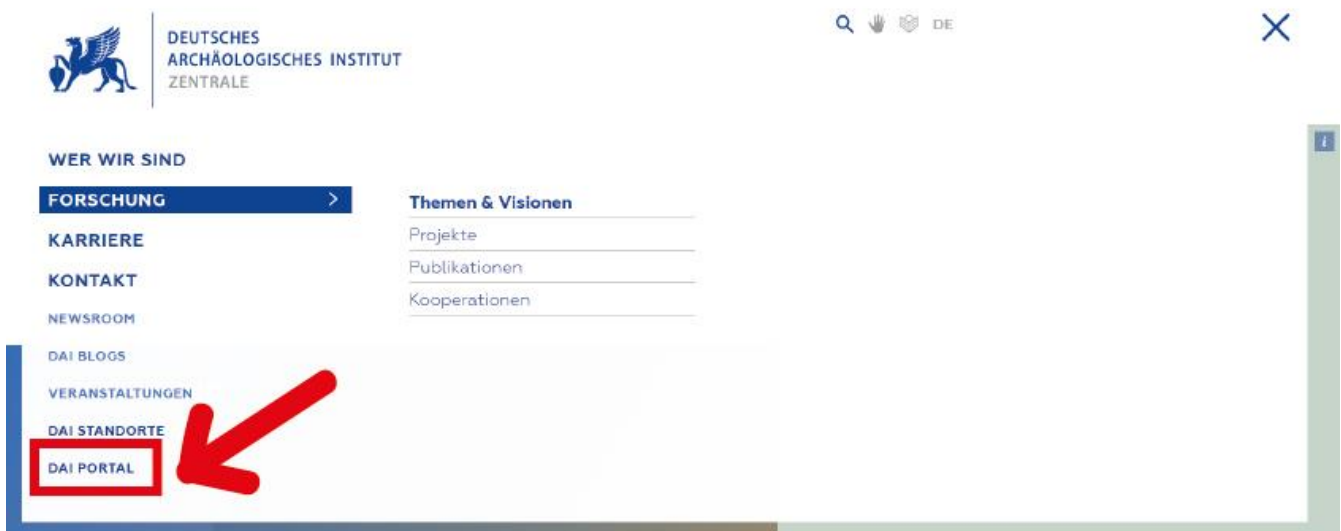 DEUTSCHES
ARCHÄOLOGISCHES INSTITUT
ZENTRALE
DE
WER WIR SIND
FORSCHUNG >
KARRIERE
KONTAKT
NEWSROOM
DAI BLOGS
VERANSTALTUNGEN
DAI STANDORTE
DAI PORTAL
Themen & Visionen
Projekte
Publikationen
Kooperationen
i